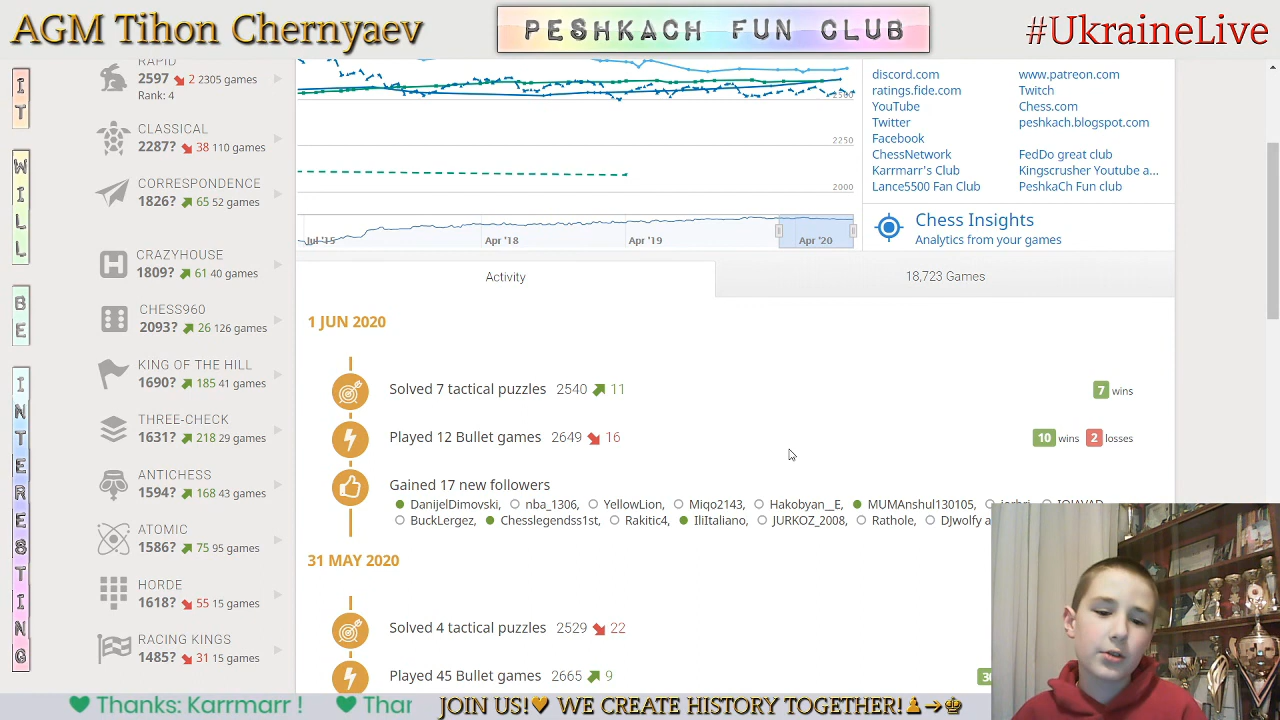 AGM Tihon Chernyaev
PESHKACH FUN CLUB
#UkraineLive
IT
WILL
BE
INTERESTING
RAPID
2597 2 2305 games
Rank: 4
CLASSICAL
2287? 38 110 games
CORRESPONDENCE
1826? 65 52 games
CRAZYHOUSE
1809? 61 40 games
CHESS960
2093? 26 126 games
KING OF THE HILL
1690? 185 41 games
THREE-CHECK
1631? 218 29 games
ANTICHESS
1594? 168 43 games
ATOMIC
1586? 75 95 games
HORDE
1618? 55 15 games
RACING KINGS
1485? 31 15 games
2500
2250
2000
Jul '15 Apr '18 Apr '19 Apr '20
discord.com www.patreon.com
ratings.fide.com Twitch
YouTube Chess.com
Twitter peshkach.blogspot.com
Facebook
ChessNetwork FedDo great club
Karrmarr's Club Kingscrusher Youtube a...
Lance5500 Fan Club PeshkaCh Fun club
Chess Insights
Analytics from your games
Activity 18,723 Games
1 JUN 2020
Solved 7 tactical puzzles 2540 11 7 wins
Played 12 Bullet games 2649 16 10 wins 2 losses
Gained 17 new followers
DanijelDimovski, nba_1306, YellowLion, Miqo2143, Hakobyan__E, MUMAnshul130105,
BuckLergez, Chesslegendss1st, Rakitic4, IliItaliano, JURKOZ_2008, Rathole, DJwolfy a
31 MAY 2020
Solved 4 tactical puzzles 2529 22
Played 45 Bullet games 2665 9
Thanks: Karrmarr ! Thar
JOIN US! WE CREATE HISTORY TOGETHER!